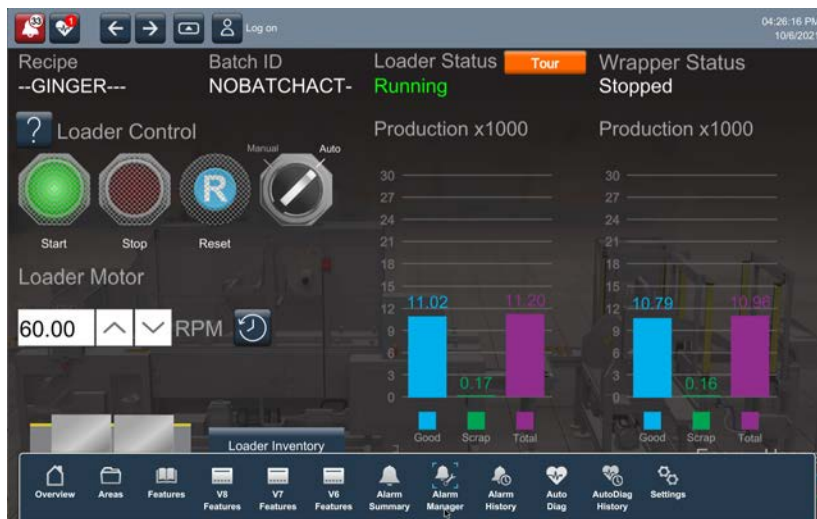 33
1
Log on
04:26:16 PM
10/6/2021
Recipe
--GINGER---
Batch ID
NOBATCHACT-
Loader Status
Tour
Running
Wrapper Status
Stopped
? Loader Control
Manual
Auto
R
Start
Stop
Reset
Loader Motor
60.00
RPM
Production x1000
30
27
24
21
18
15
12
9
6
3
0
11.02
0.17
11.20
Good
Scrap
Total
Production x1000
30
27
24
21
18
15
12
9
6
3
0
10.79
0.16
10.96
Good
Scrap
Total
Loader Inventory
Overview
Areas
Features
V8
Features
V7
Features
V6
Features
Alarm
Summary
Alarm
Manager
Alarm
History
Auto
Diag
AutoDiag
History
Settings